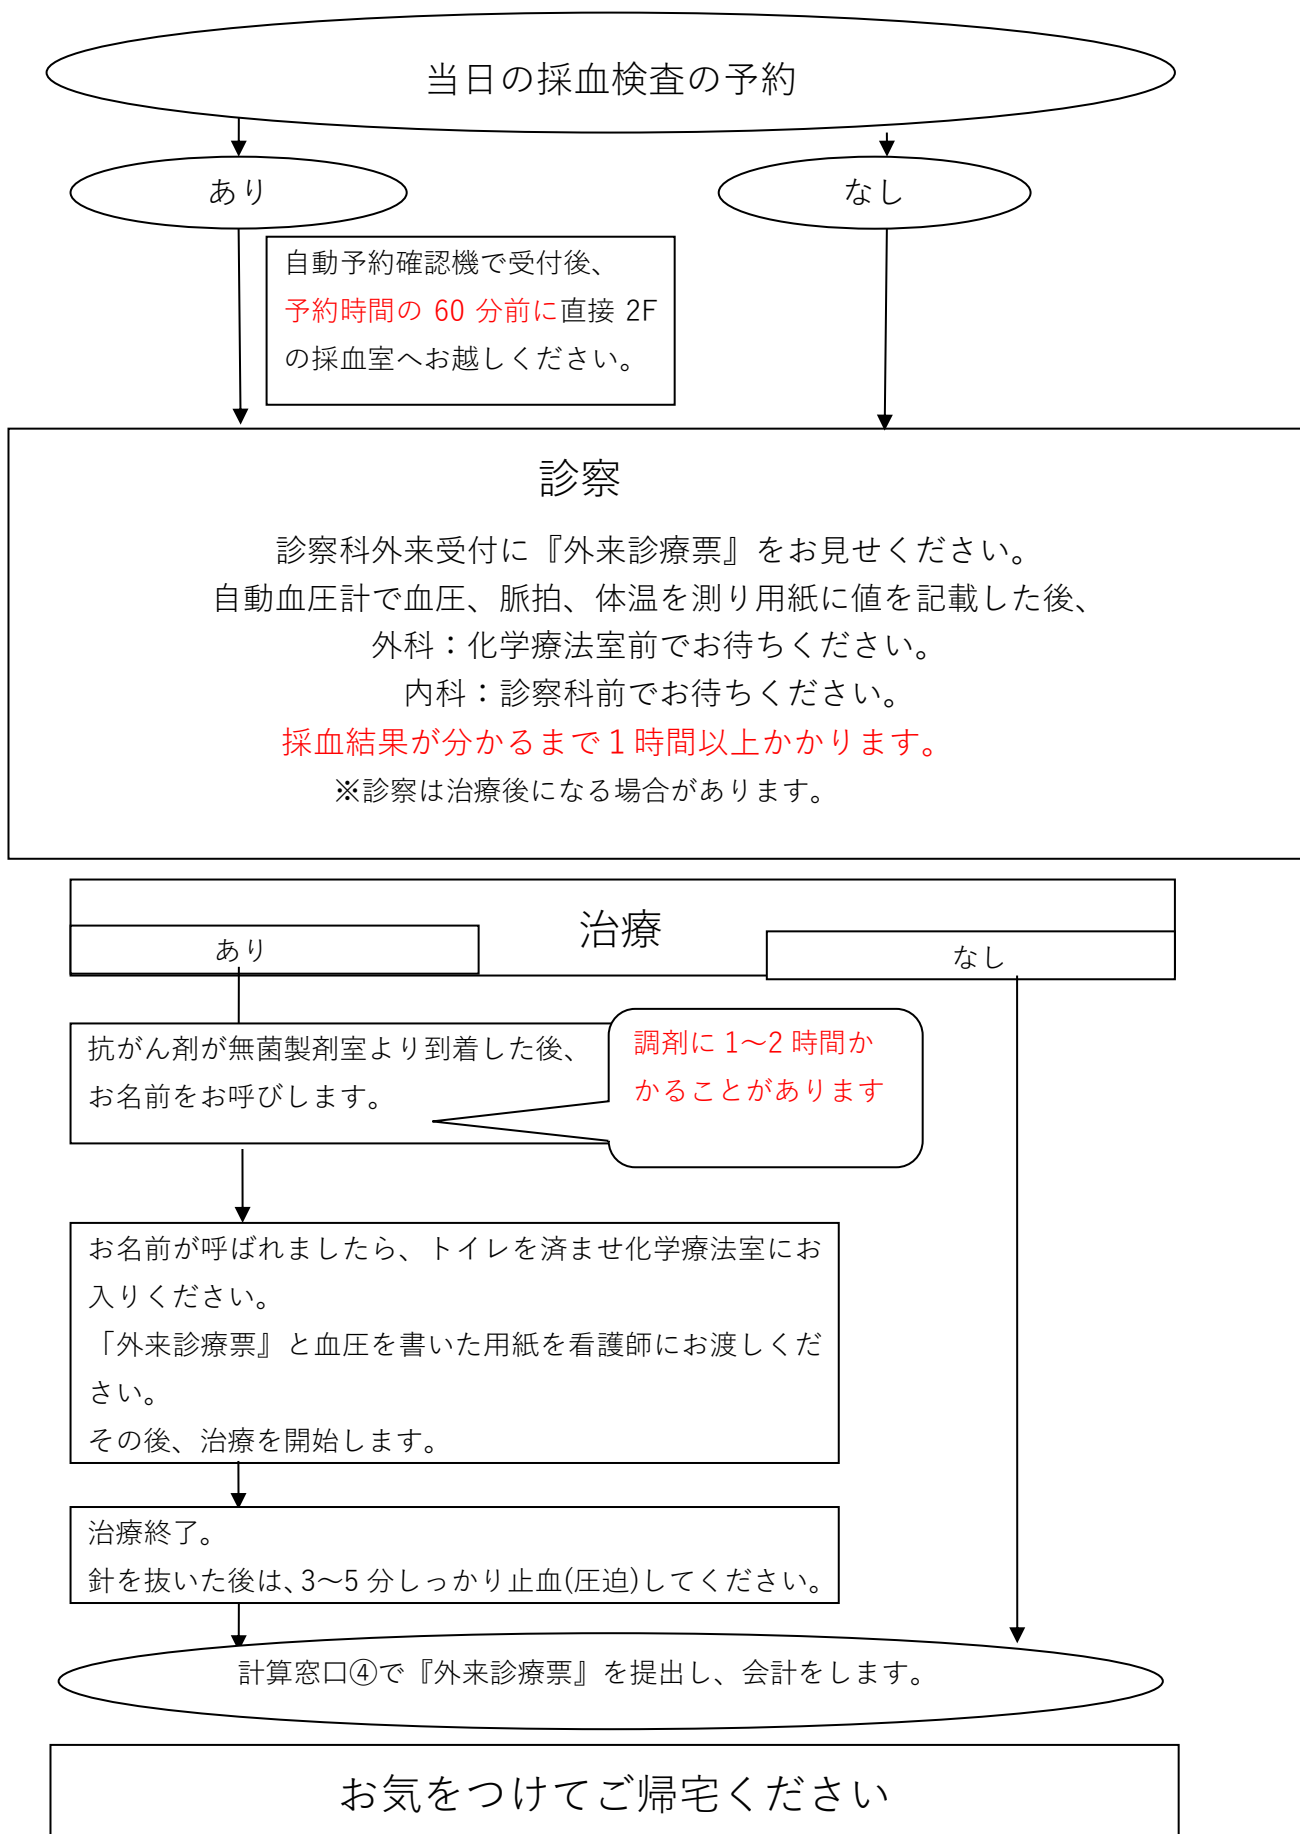 当日の採血検査の予約
あり
なし
自動予約確認機で受付後、
予約時間の 60 分前に直接 2F
の採血室へお越しください。
診察
診察科外来受付に『外来診療票』をお見せください。
自動血圧計で血圧、脈拍、体温を測り用紙に値を記載した後、
外科：化学療法室前でお待ちください。
内科：診察科前でお待ちください。
採血結果が分かるまで１時間以上かかります。
※診察は治療後になる場合があります。
治療
あり
なし
抗がん剤が無菌製剤室より到着した後、
お名前をお呼びします。
調剤に 1～2 時間か
かることがあります
お名前が呼ばれましたら、トイレを済ませ化学療法室にお
入りください。
「外来診療票』と血圧を書いた用紙を看護師にお渡しくだ
さい。
その後、治療を開始します。
治療終了。
針を抜いた後は、3～5 分しっかり止血(圧迫)してください。
計算窓口④で『外来診療票』を提出し、会計をします。
お気をつけてご帰宅ください